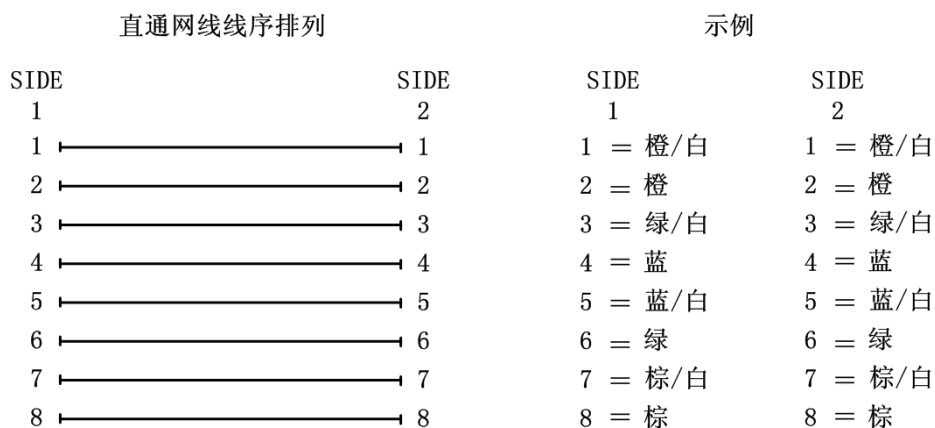 直通网线线序排列 示例
SIDE SIDE SIDE SIDE
1 2 1 2
1 1 1 = 橙/白 1 = 橙/白
2 2 2 = 橙 2 = 橙
3 3 3 = 绿/白 3 = 绿/白
4 4 4 = 蓝 4 = 蓝
5 5 5 = 蓝/白 5 = 蓝/白
6 6 6 = 绿 6 = 绿
7 7 7 = 棕/白 7 = 棕/白
8 8 8 = 棕 8 = 棕